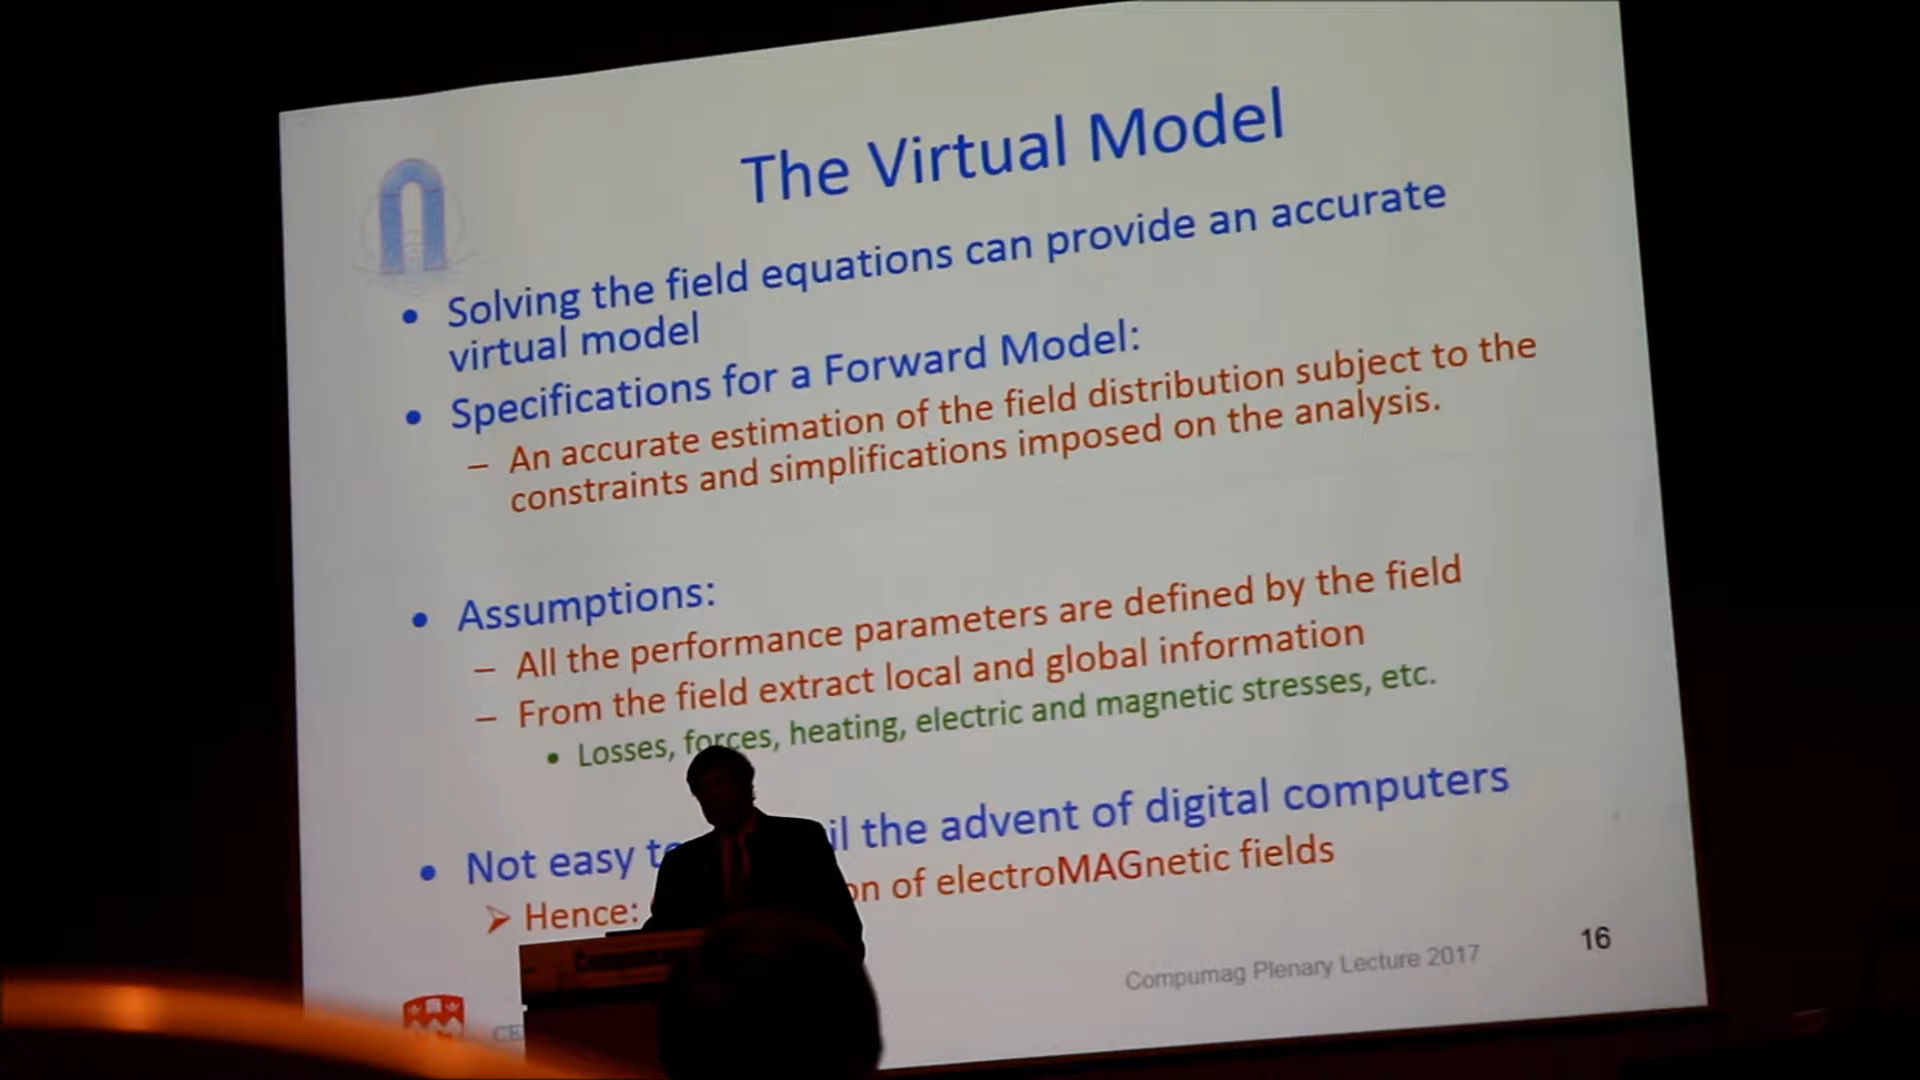 The Virtual Model
• Solving the field equations can provide an accurate
virtual model
• Specifications for a Forward Model:
– An accurate estimation of the field distribution subject to the
constraints and simplifications imposed on the analysis.
• Assumptions:
– All the performance parameters are defined by the field
– From the field extract local and global information
• Losses, forces, heating, electric and magnetic stresses, etc.
• Not easy the advent of digital computers
➢ Hence: of electroMAGnetic fields
Compumag Plenary Lecture 2017
16